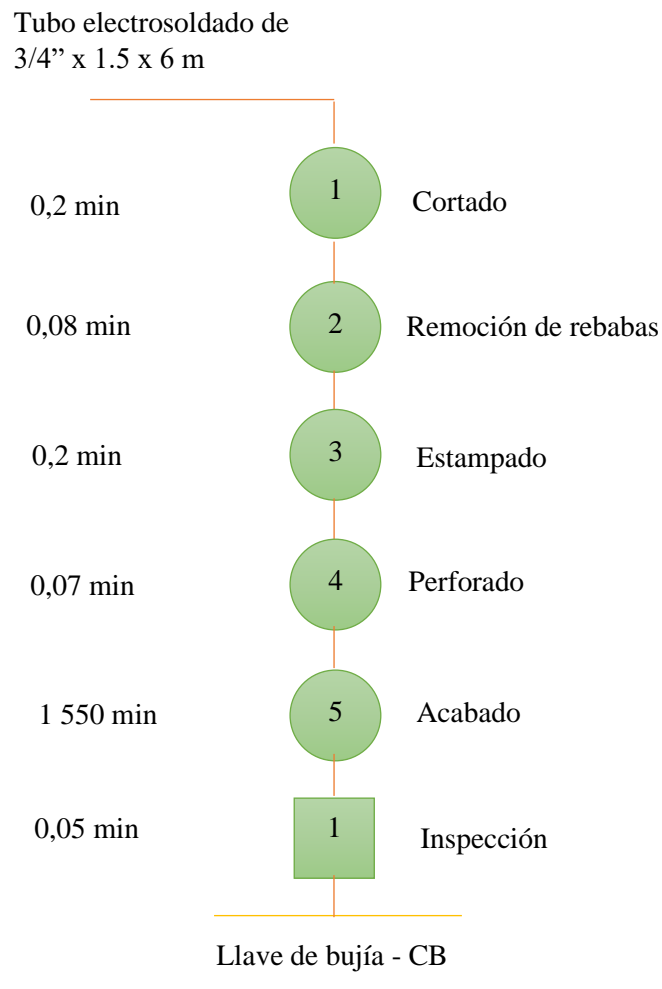 Tubo electrosoldado de
3/4” x 1.5 x 6 m
0,2 min 1 Cortado
0,08 min 2 Remoción de rebabas
0,2 min 3 Estampado
0,07 min 4 Perforado
1 550 min 5 Acabado
0,05 min 1 Inspección
Llave de bujía - CB